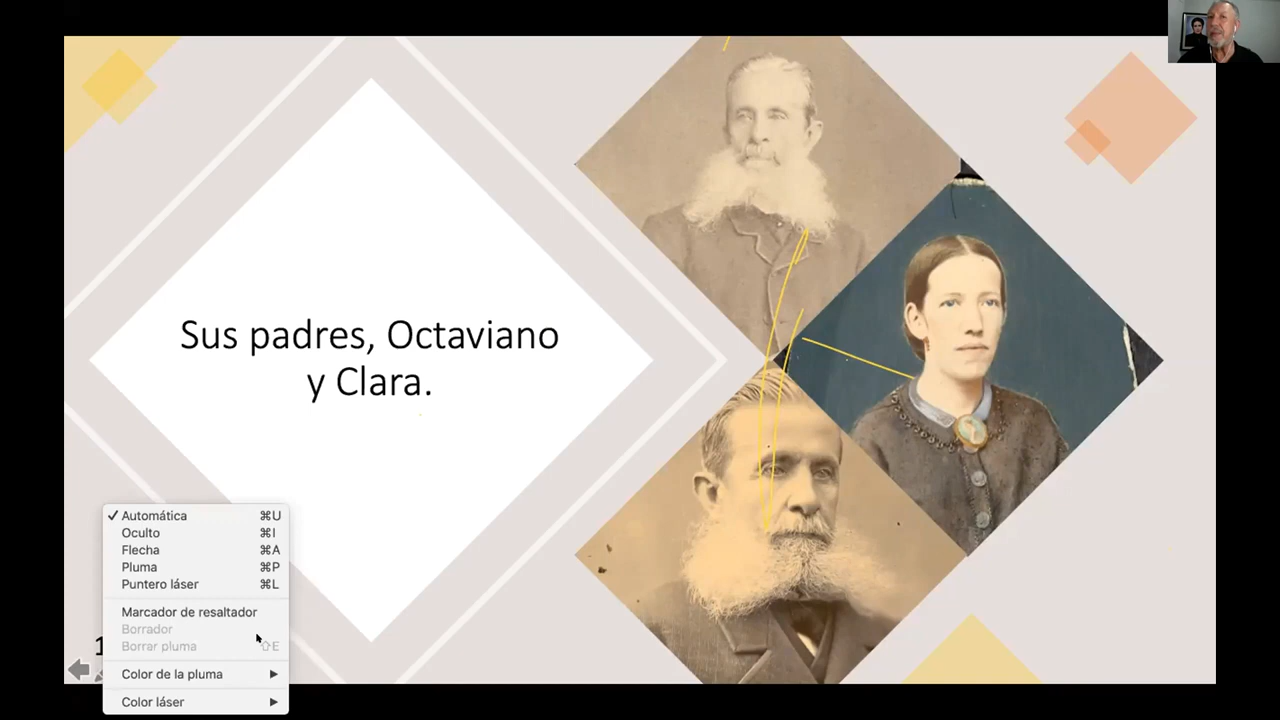 Sus padres, Octaviano
y Clara.
✓ Automática ⌘U
Oculto ⌘I
Flecha ⌘A
Pluma ⌘P
Puntero láser ⌘L
Marcador de resaltador
Borrador
Borrar pluma ⇧E
Color de la pluma ▶
Color láser ▶